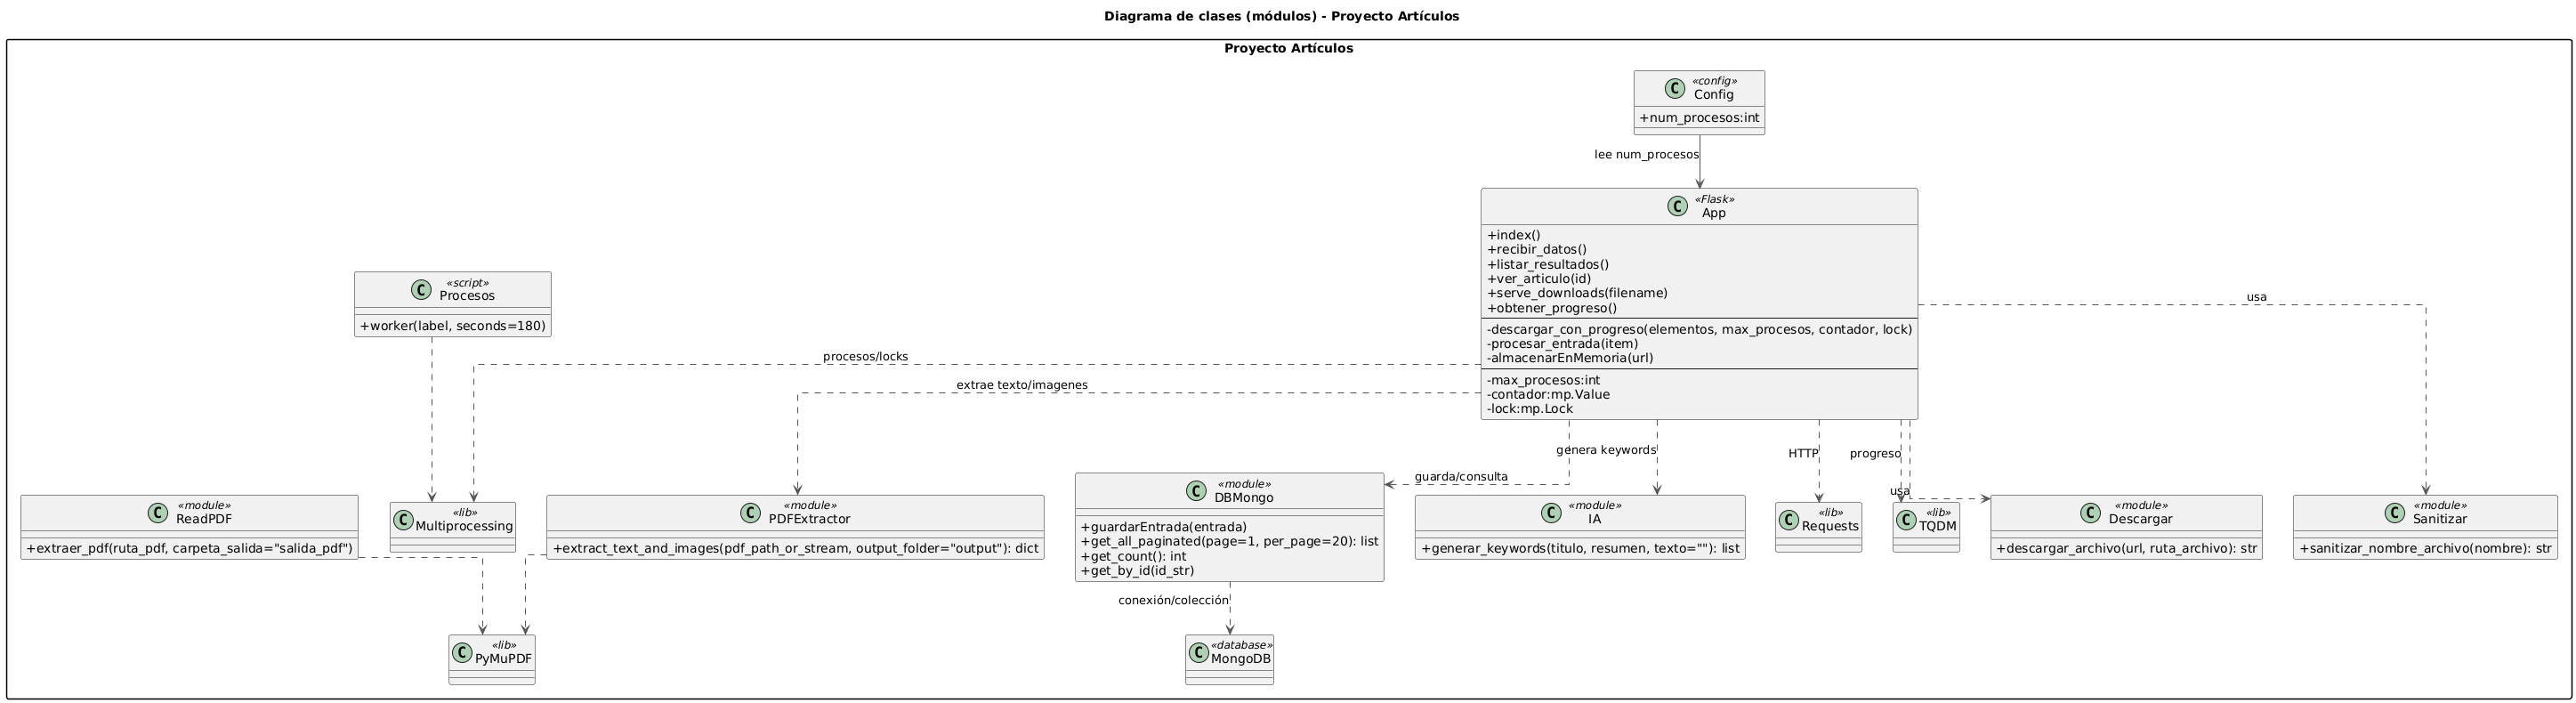 Diagrama de clases (módulos) - Proyecto Artículos
Proyecto Artículos
C
«config»
Config
+num_procesos:int
lee num_procesos
C
«Flask»
App
+index()
+recibir_datos()
+listar_resultados()
+ver_articulo(id)
+serve_downloads(filename)
+obtener_progreso()
-descargar_con_progreso(elementos, max_procesos, contador, lock)
-procesar_entrada(item)
-almacenarEnMemoria(url)
-max_procesos:int
-contador:mp.Value
-lock:mp.Lock
C
«script»
Procesos
+worker(label, seconds=180)
usa
procesos/locks
extrae texto/imagenes
genera keywords
guarda/consulta
HTTP
progreso
usa
C
«module»
ReadPDF
+extraer_pdf(ruta_pdf, carpeta_salida="salida_pdf")
C
«lib»
Multiprocessing
C
«module»
PDFExtractor
+extract_text_and_images(pdf_path_or_stream, output_folder="output"): dict
C
«module»
DBMongo
+guardarEntrada(entrada)
+get_all_paginated(page=1, per_page=20): list
+get_count(): int
+get_by_id(id_str)
C
«module»
IA
+generar_keywords(titulo, resumen, texto=""): list
C
«lib»
Requests
C
«lib»
TQDM
C
«module»
Descargar
+descargar_archivo(url, ruta_archivo): str
C
«module»
Sanitizar
+sanitizar_nombre_archivo(nombre): str
conexión/colección
C
«lib»
PyMuPDF
C
«database»
MongoDB